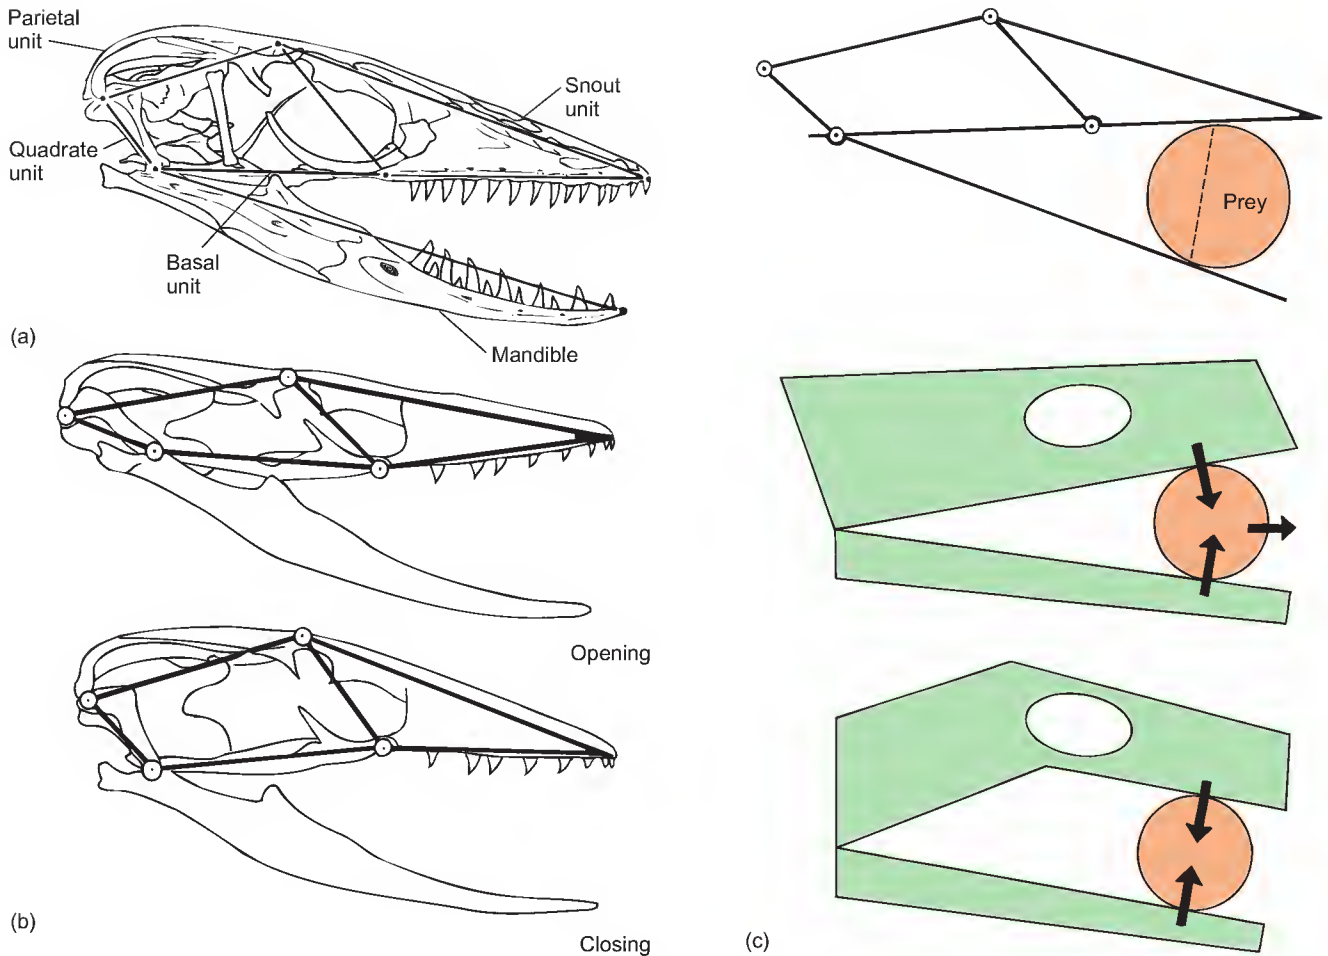 Parietal
unit
Snout
unit
Quadrate
unit
Basal
unit
Mandible
(a)
Opening
(b)
Closing
Prey
(c)